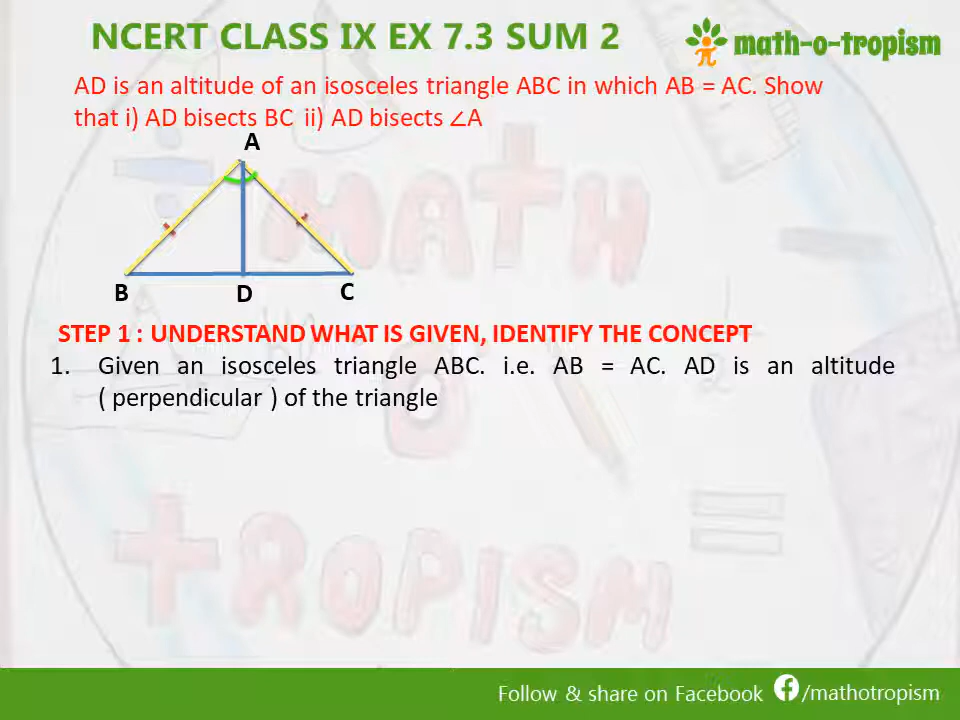 NCERT CLASS IX EX 7.3 SUM 2
math-o-tropism
AD is an altitude of an isosceles triangle ABC in which AB = AC. Show
that i) AD bisects BC ii) AD bisects ∠A
A
B
D
C
STEP 1 : UNDERSTAND WHAT IS GIVEN, IDENTIFY THE CONCEPT
1. Given an isosceles triangle ABC. i.e. AB = AC. AD is an altitude
( perpendicular ) of the triangle
MATH
O
TROPISM
Follow & share on Facebook /mathotropism